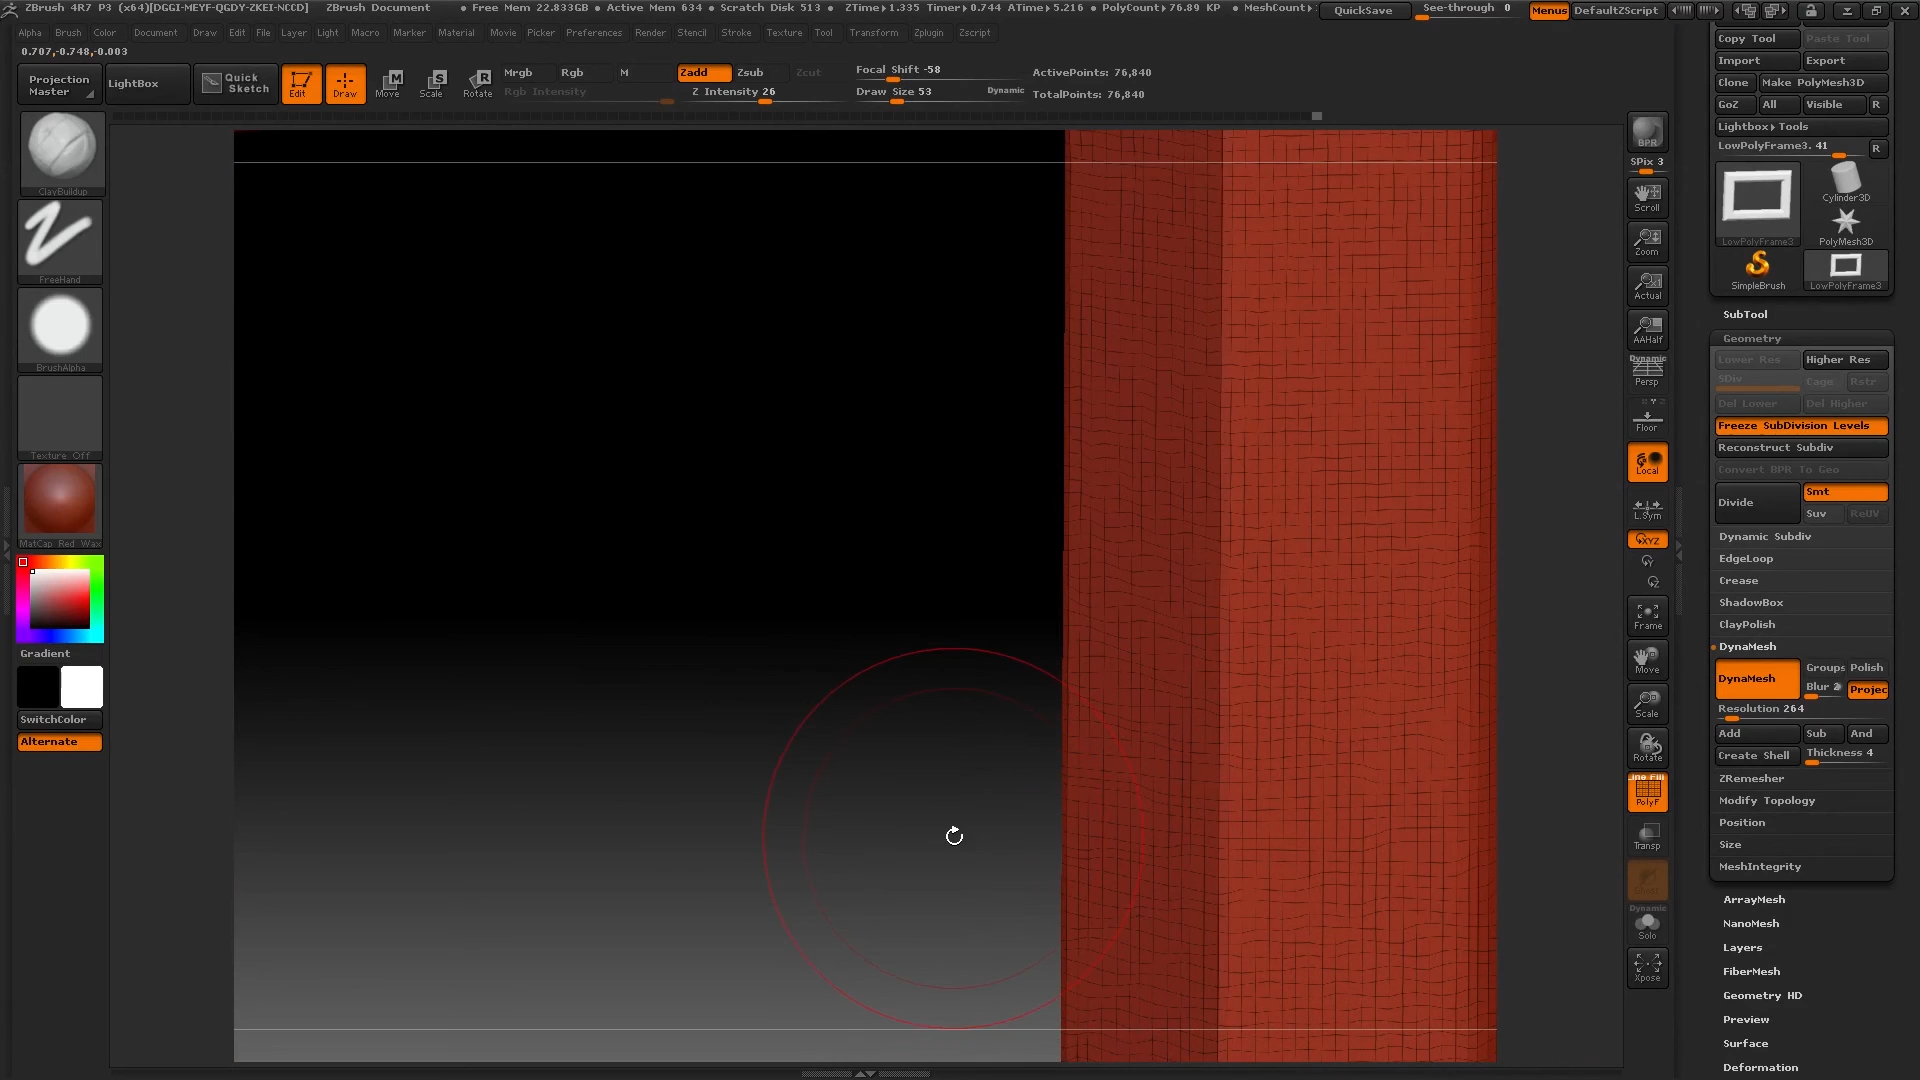 ZBrush 4R7 P3 (x64)[DGGI-MEYF-QGDY-ZKEI-NCCD] ZBrush Document • Free Mem 22.833GB • Active Mem 634 • Scratch Disk 513 • ZTime▸1.335 Timer▸0.744 ATime▸5.216 • PolyCount▸76.89 KP • MeshCount▸ QuickSave See-through 0 Menus DefaultZScript
Alpha Brush Color Document Draw Edit File Layer Light Macro Marker Material Movie Picker Preferences Render Stencil Stroke Texture Tool Transform Zplugin Zscript
0.707,-0.748,-0.003
Projection Master
LightBox
Quick Sketch
Edit
Draw
Move
Scale
Rotate
Mrgb Rgb M
Rgb Intensity
Zadd Zsub Zcut
Z Intensity 26
Focal Shift -58
Draw Size 53 Dynamic
ActivePoints: 76,840
TotalPoints: 76,840
ClayBuildup
FreeHand
BrushAlpha
Texture Off
MatCap Red Wax
Gradient
SwitchColor
Alternate
BPR
SPix 3
Scroll
Zoom
Actual
AAHalf
Dynamic
Persp
Floor
Local
L.Sym
XYZ
Y
Z
Frame
Move
Scale
Rotate
Line Fill
PolyF
Transp
Ghost
Dynamic
Solo
Xpose
Copy Tool Paste Tool
Import Export
Clone Make PolyMesh3D
GoZ All Visible R
Lightbox▸Tools
LowPolyFrame3. 41 R
LowPolyFrame3
Cylinder3D
PolyMesh3D
SimpleBrush
LowPolyFrame3
SubTool
Geometry
Lower Res Higher Res
SDiv Cage Rstr
Del Lower Del Higher
Freeze SubDivision Levels
Reconstruct Subdiv
Convert BPR To Geo
Divide Smt
Suv ReUV
Dynamic Subdiv
EdgeLoop
Crease
ShadowBox
ClayPolish
DynaMesh
DynaMesh Groups Polish
Blur 2 Projec
Resolution 264
Add Sub And
Create Shell Thickness 4
ZRemesher
Modify Topology
Position
Size
MeshIntegrity
ArrayMesh
NanoMesh
Layers
FiberMesh
Geometry HD
Preview
Surface
Deformation